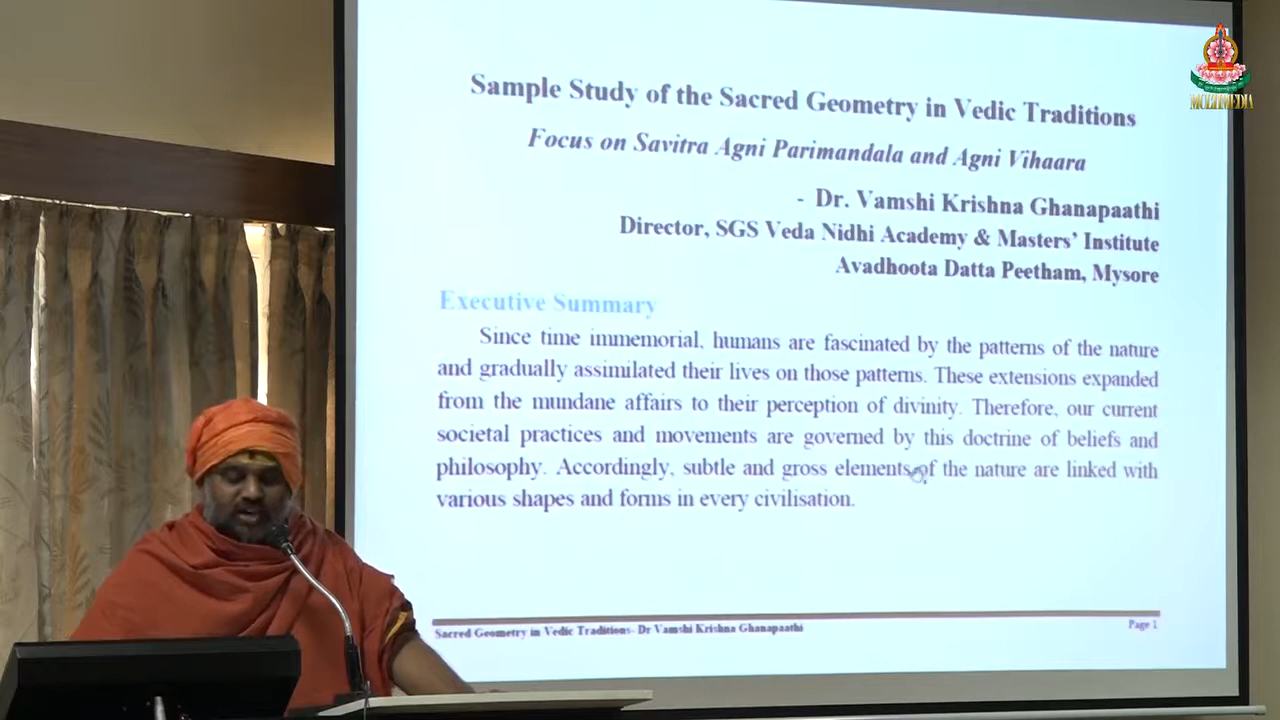 Sample Study of the Sacred Geometry in Vedic Traditions
Focus on Savitra Agni Parimandala and Agni Vihaara
- Dr. Vamshi Krishna Ghanapaathi
Director, SGS Veda Nidhi Academy & Masters' Institute
Avadhoota Datta Peetham, Mysore
Executive Summary
Since time immemorial, humans are fascinated by the patterns of the nature
and gradually assimilated their lives on those patterns. These extensions expanded
from the mundane affairs to their perception of divinity. Therefore, our current
societal practices and movements are governed by this doctrine of beliefs and
philosophy. Accordingly, subtle and gross elements of the nature are linked with
various shapes and forms in every civilisation.
Sacred Geometry in Vedic Traditions- Dr Vamshi Krishna Ghanapaathi
Page 1
MULTIMEDIA